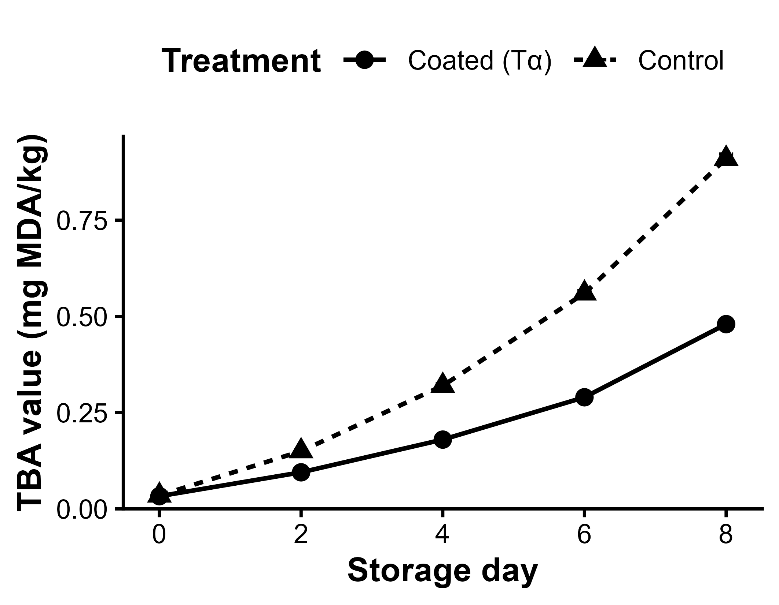 Treatment Coated (Tα) Control
TBA value (mg MDA/kg)
0.75
0.50
0.25
0.00
0 2 4 6 8
Storage day